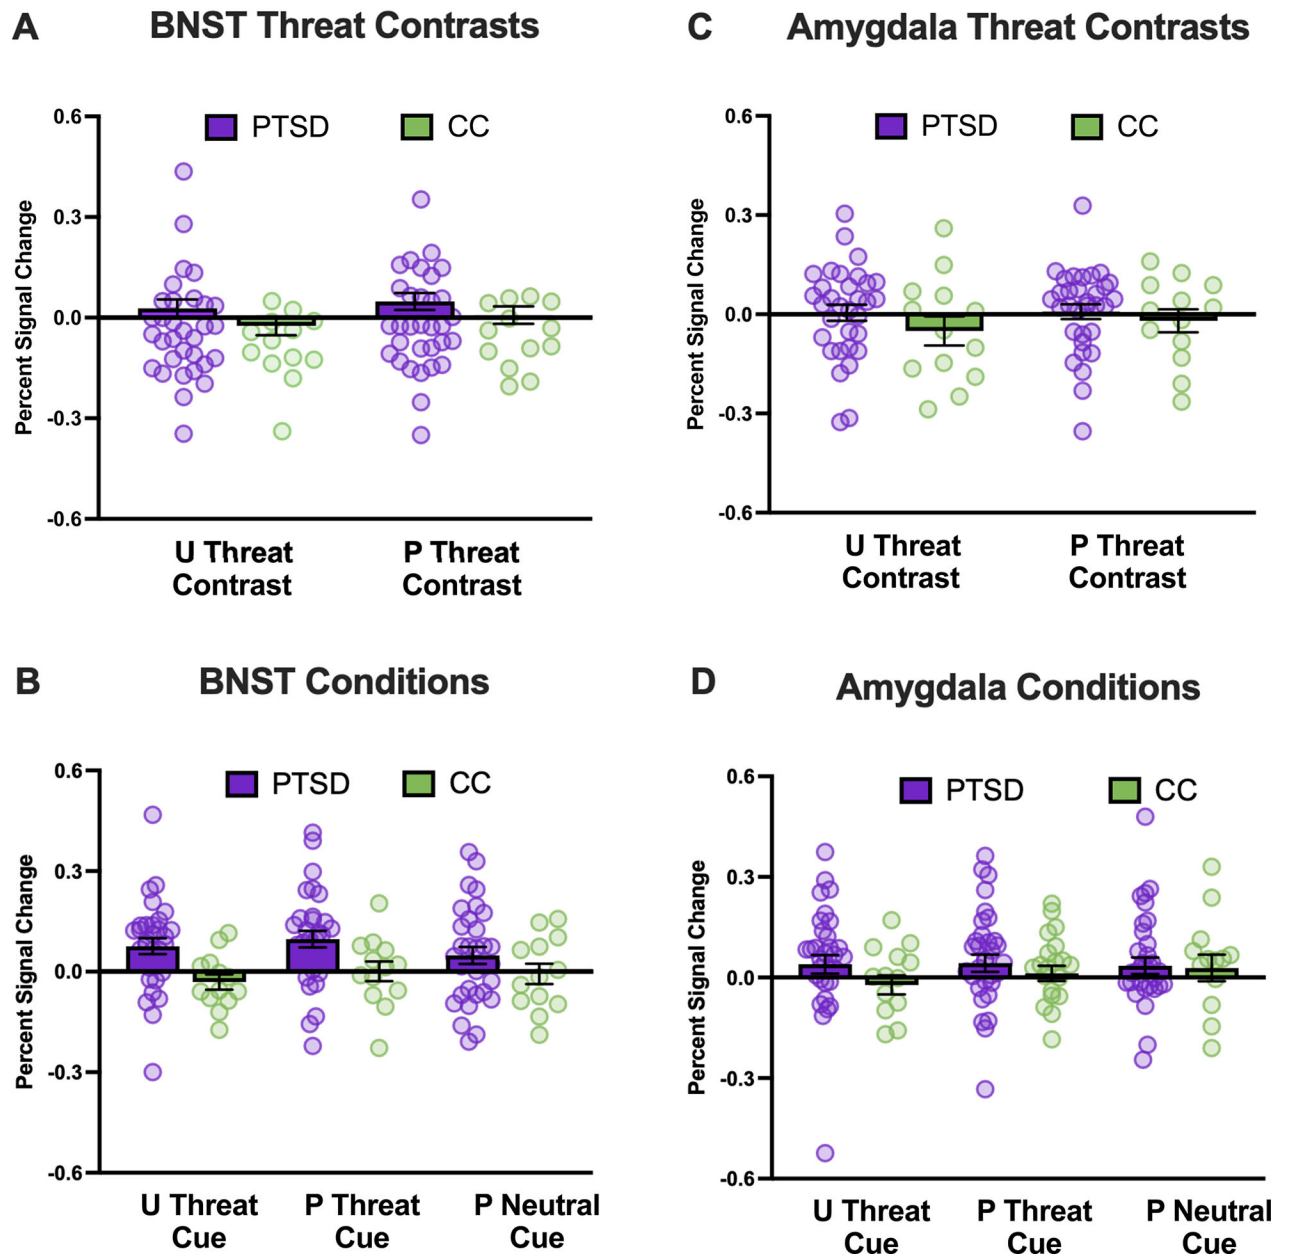 A
BNST Threat Contrasts
PTSD
CC
Percent Signal Change
0.6
0.3
0.0
-0.3
-0.6
U Threat
Contrast
P Threat
Contrast
C
Amygdala Threat Contrasts
PTSD
CC
Percent Signal Change
0.6
0.3
0.0
-0.3
-0.6
U Threat
Contrast
P Threat
Contrast
B
BNST Conditions
PTSD
CC
Percent Signal Change
0.6
0.3
0.0
-0.3
-0.6
U Threat
Cue
P Threat
Cue
P Neutral
Cue
D
Amygdala Conditions
PTSD
CC
Percent Signal Change
0.6
0.3
0.0
-0.3
-0.6
U Threat
Cue
P Threat
Cue
P Neutral
Cue